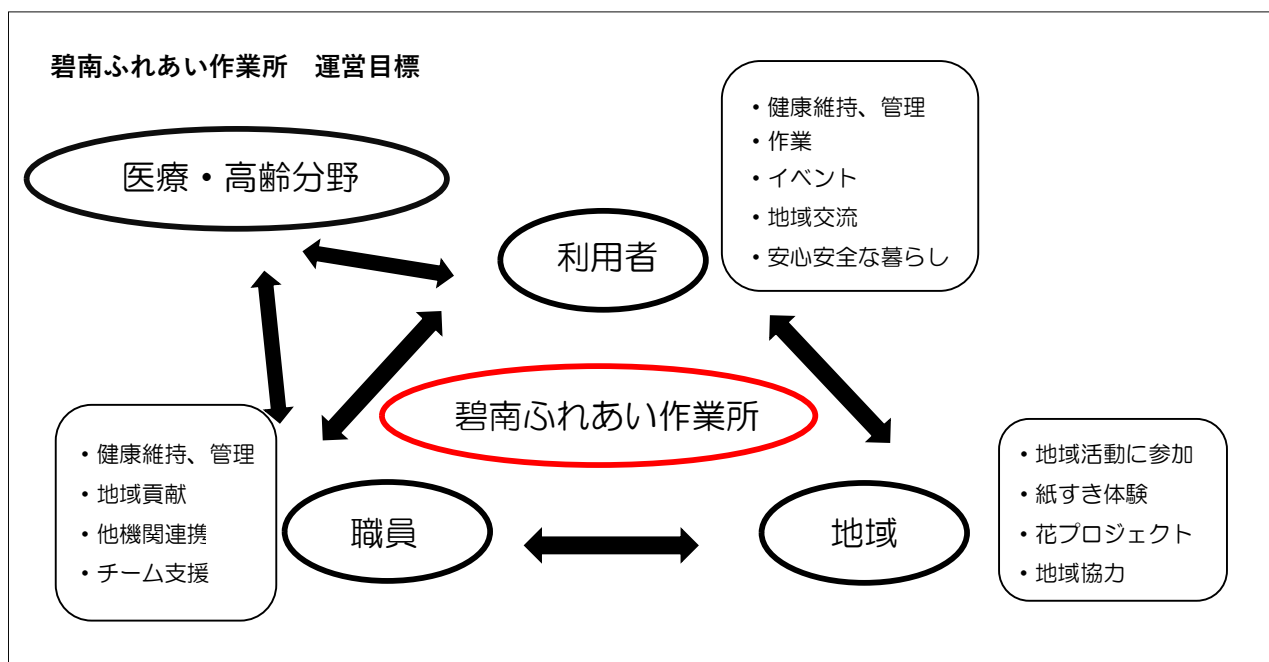 碧南ふれあい作業所　運営目標
医療・高齢分野
利用者
・健康維持、管理
・作業
・イベント
・地域交流
・安心安全な暮らし
碧南ふれあい作業所
・健康維持、管理
・地域貢献
・他機関連携
・チーム支援
職員
地域
・地域活動に参加
・紙すき体験
・花プロジェクト
・地域協力